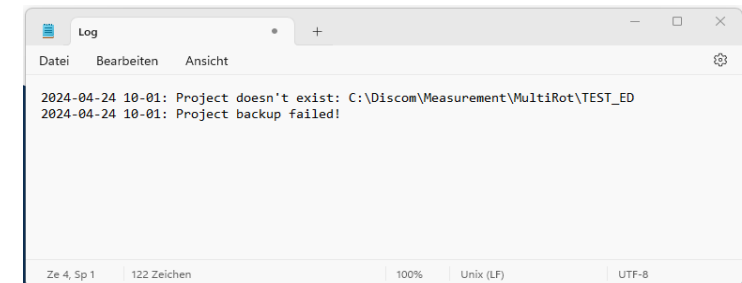 Log
Datei Bearbeiten Ansicht
2024-04-24 10-01: Project doesn't exist: C:\Discom\Measurement\MultiRot\TEST_ED
2024-04-24 10-01: Project backup failed!
Ze 4, Sp 1 122 Zeichen 100% Unix (LF) UTF-8